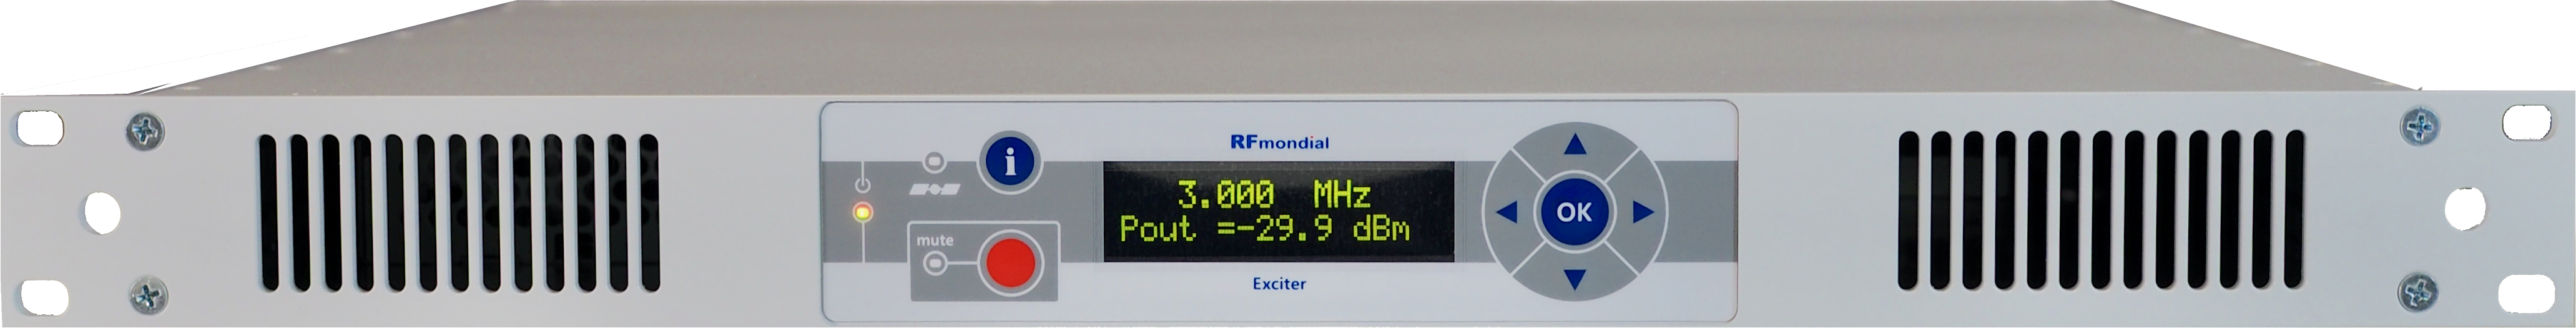 RFmondial
i
mute
3.000 MHz
Pout =-29.9 dBm
OK
Exciter